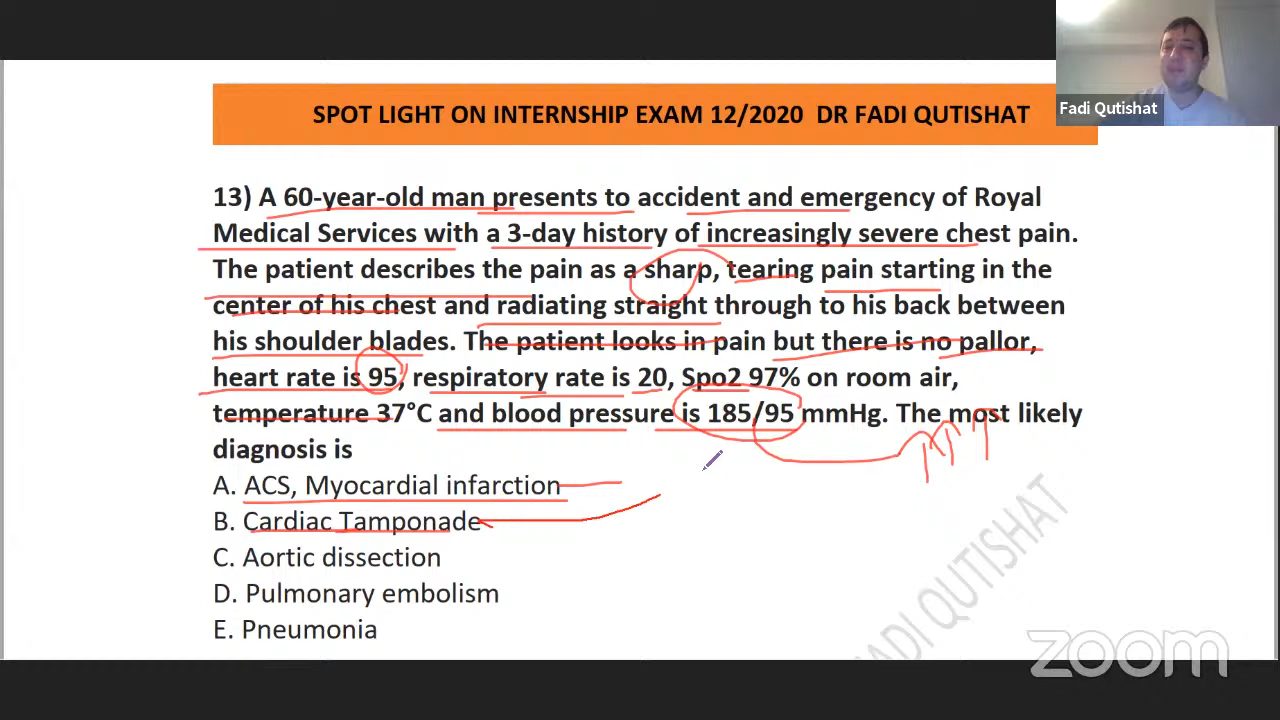 SPOT LIGHT ON INTERNSHIP EXAM 12/2020 DR FADI QUTISHAT
Fadi Qutishat
13) A 60-year-old man presents to accident and emergency of Royal
Medical Services with a 3-day history of increasingly severe chest pain.
The patient describes the pain as a sharp, tearing pain starting in the
center of his chest and radiating straight through to his back between
his shoulder blades. The patient looks in pain but there is no pallor,
heart rate is 95, respiratory rate is 20, Spo2 97% on room air,
temperature 37°C and blood pressure is 185/95 mmHg. The most likely
diagnosis is
A. ACS, Myocardial infarction
B. Cardiac Tamponade
C. Aortic dissection
D. Pulmonary embolism
E. Pneumonia
FADI QUTISHAT
zoom